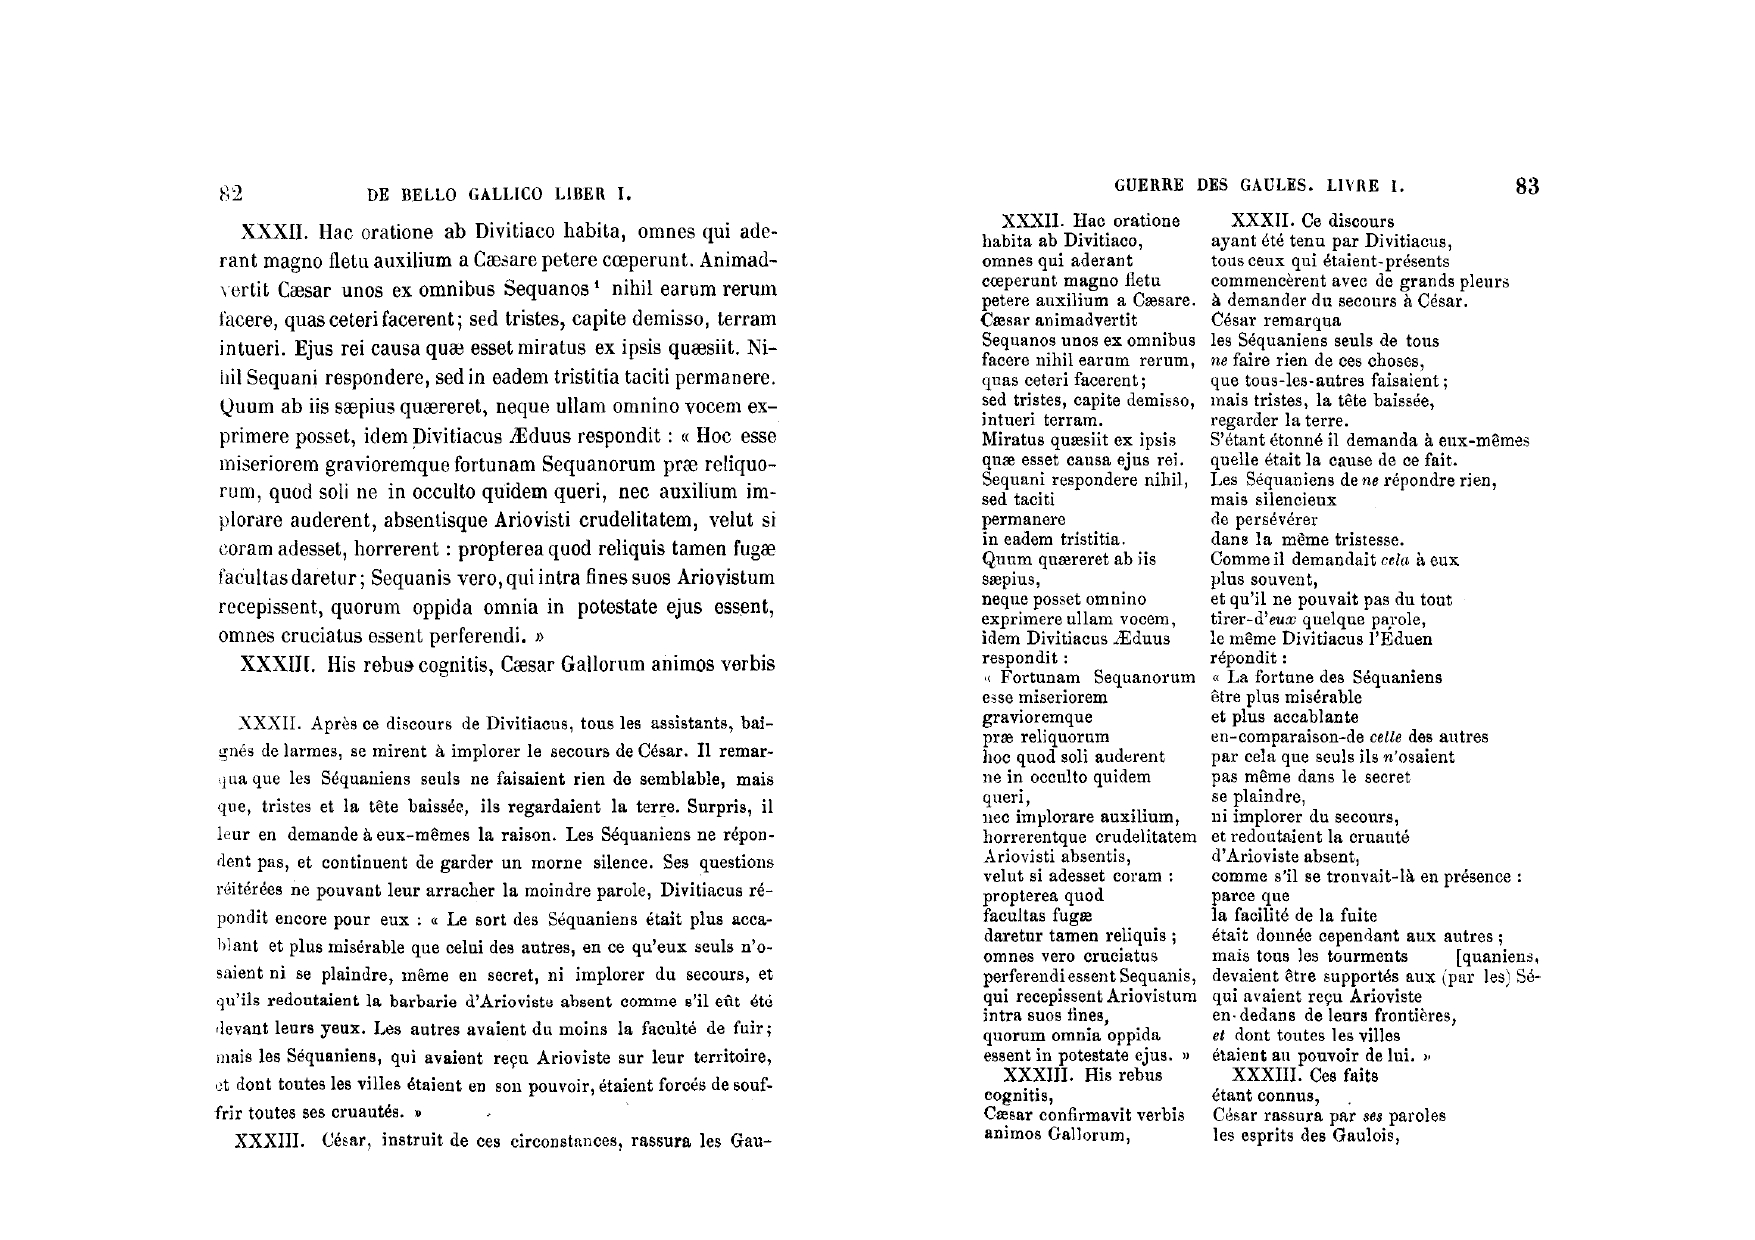 82 DE BELLO GALLICO LIBER I.
XXXII. Hac oratione ab Divitiaco habita, omnes qui ade-
rant magno fletu auxilium a Cæsare petere cœperunt. Animad-
vertit Cæsar unos ex omnibus Sequanos¹ nihil earum rerum
facere, quas ceteri facerent; sed tristes, capite demisso, terram
intueri. Ejus rei causa quæ esset miratus ex ipsis quæsiit. Ni-
hil Sequani respondere, sed in eadem tristitia taciti permanere.
Quum ab iis sæpius quæreret, neque ullam omnino vocem ex-
primere posset, idem Divitiacus Æduus respondit : « Hoc esse
miseriorem gravioremque fortunam Sequanorum præ reliquo-
rum, quod soli ne in occulto quidem queri, nec auxilium im-
plorare auderent, absentisque Ariovisti crudelitatem, velut si
coram adesset, horrerent : propterea quod reliquis tamen fugæ
facultas daretur; Sequanis vero, qui intra fines suos Ariovistum
recepissent, quorum oppida omnia in potestate ejus essent,
omnes cruciatus essent perferendi. »
XXXIII. His rebus cognitis, Cæsar Gallorum animos verbis
XXXII. Après ce discours de Divitiacus, tous les assistants, bai-
gnés de larmes, se mirent à implorer le secours de César. Il remar-
qua que les Séquaniens seuls ne faisaient rien de semblable, mais
que, tristes et la tête baissée, ils regardaient la terre. Surpris, il
leur en demande à eux-mêmes la raison. Les Séquaniens ne répon-
dent pas, et continuent de garder un morne silence. Ses questions
réitérées ne pouvant leur arracher la moindre parole, Divitiacus ré-
pondit encore pour eux : « Le sort des Séquaniens était plus acca-
blant et plus misérable que celui des autres, en ce qu'eux seuls n'o-
saient ni se plaindre, même en secret, ni implorer du secours, et
qu'ils redoutaient la barbarie d'Arioviste absent comme s'il eût été
devant leurs yeux. Les autres avaient du moins la faculté de fuir;
mais les Séquaniens, qui avaient reçu Arioviste sur leur territoire,
et dont toutes les villes étaient en son pouvoir, étaient forcés de souf-
frir toutes ses cruautés. »
XXXIII. César, instruit de ces circonstances, rassura les Gau-
GUERRE DES GAULES. LIVRE I. 83
XXXII. Hac oratione
habita ab Divitiaco,
omnes qui aderant
cœperunt magno fletu
petere auxilium a Cæsare.
Cæsar animadvertit
Sequanos unos ex omnibus
facere nihil earum rerum,
quas ceteri facerent;
sed tristes, capite demisso,
intueri terram.
Miratus quæsiit ex ipsis
quæ esset causa ejus rei.
Sequani respondere nihil,
sed taciti
permanere
in eadem tristitia.
Quum quæreret ab iis
sæpius,
neque posset omnino
exprimere ullam vocem,
idem Divitiacus Æduus
respondit :
« Fortunam Sequanorum
esse miseriorem
gravioremque
præ reliquorum
hoc quod soli auderent
ne in occulto quidem
queri,
nec implorare auxilium,
horrerentque crudelitatem
Ariovisti absentis,
velut si adesset coram :
propterea quod
facultas fugæ
daretur tamen reliquis ;
omnes vero cruciatus
perferendi essent Sequanis,
qui recepissent Ariovistum
intra suos fines,
quorum omnia oppida
essent in potestate ejus. »
XXXIII. His rebus
cognitis,
Cæsar confirmavit verbis
animos Gallorum,
XXXII. Ce discours
ayant été tenu par Divitiacus,
tous ceux qui étaient-présents
commencèrent avec de grands pleurs
à demander du secours à César.
César remarqua
les Séquaniens seuls de tous
ne faire rien de ces choses,
que tous-les-autres faisaient ;
mais tristes, la tête baissée,
regarder la terre.
S'étant étonné il demanda à eux-mêmes
quelle était la cause de ce fait.
Les Séquaniens de ne répondre rien,
mais silencieux
de persévérer
dans la même tristesse.
Comme il demandait cela à eux
plus souvent,
et qu'il ne pouvait pas du tout
tirer-d'eux quelque parole,
le même Divitiacus l'Éduen
répondit :
« La fortune des Séquaniens
être plus misérable
et plus accablante
en-comparaison-de celle des autres
par cela que seuls ils n'osaient
pas même dans le secret
se plaindre,
ni implorer du secours,
et redoutaient la cruauté
d'Arioviste absent,
comme s'il se trouvait-là en présence :
parce que
la facilité de la fuite
était donnée cependant aux autres ;
mais tous les tourments [quaniens,
devaient être supportés aux (par les) Sé-
qui avaient reçu Arioviste
en-dedans de leurs frontières,
et dont toutes les villes
étaient au pouvoir de lui. »
XXXIII. Ces faits
étant connus,
César rassura par ses paroles
les esprits des Gaulois,